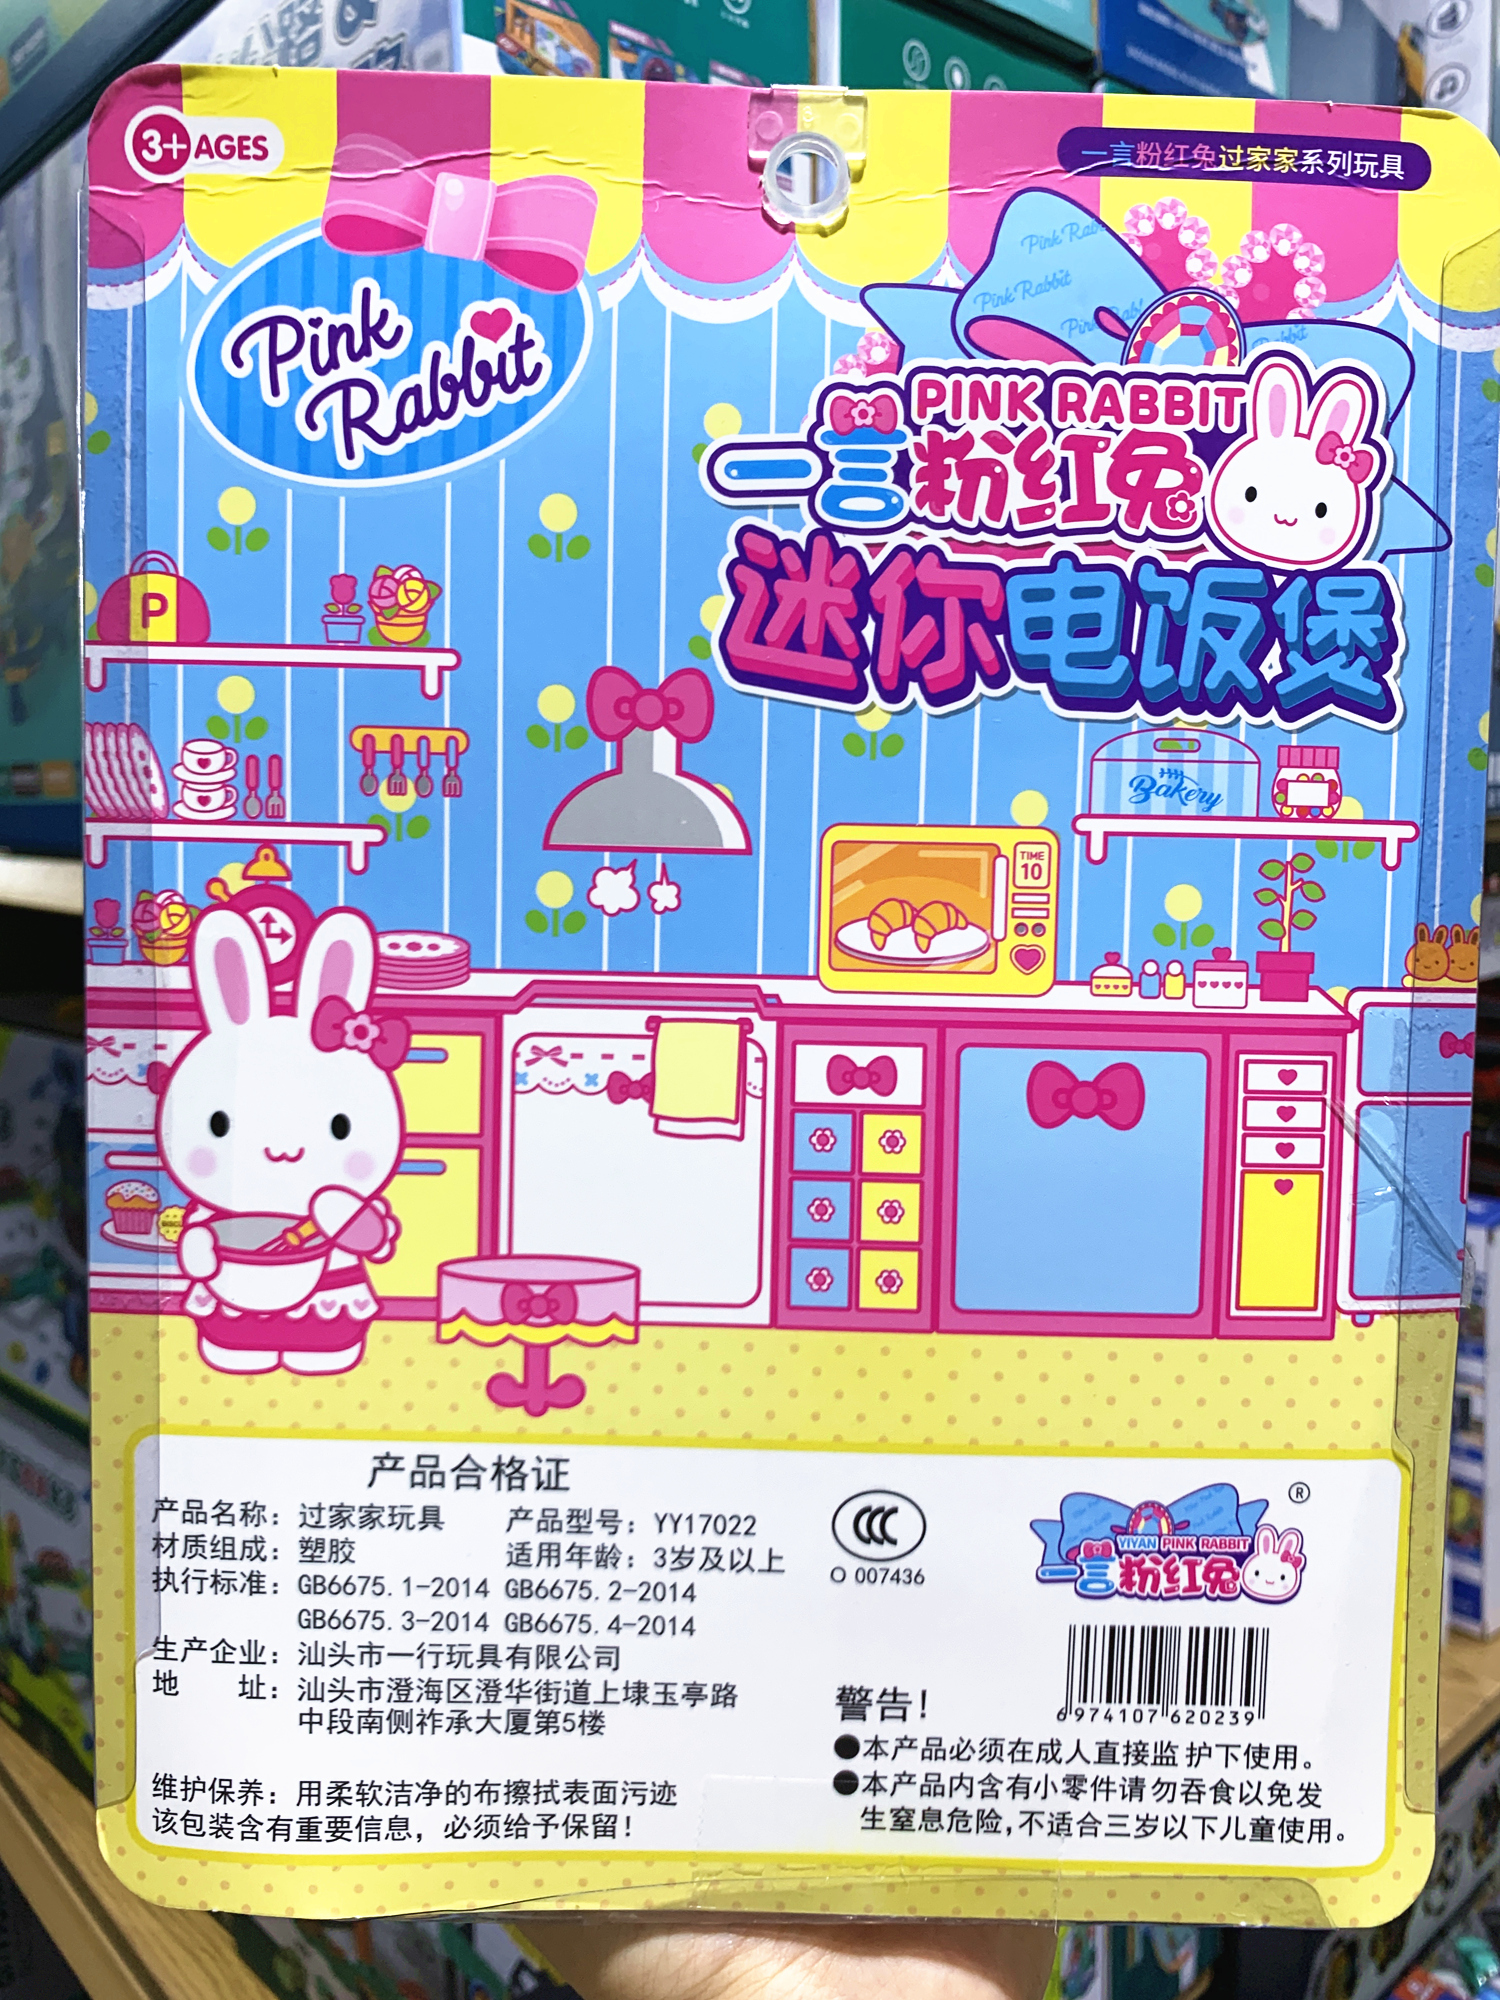 3+ AGES
一言粉红兔过家家系列玩具
Pink
Rabbit
Pink Rabbit
PINK RABBIT
一言粉红兔
迷你电饭煲
P
Bakery
TIME
10
产品合格证
产品名称：过家家玩具 产品型号：YY17022
材质组成：塑胶 适用年龄：3岁及以上
执行标准：GB6675.1-2014 GB6675.2-2014
GB6675.3-2014 GB6675.4-2014
生产企业：汕头市一行玩具有限公司
地 址：汕头市澄海区澄华街道上埭玉亭路
中段南侧祚承大厦第5楼
维护保养：用柔软洁净的布擦拭表面污迹
该包装含有重要信息，必须给予保留！
CCC
O 007436
®
YIYAN PINK RABBIT
一言粉红兔
6974107620239
警告！
●本产品必须在成人直接监 护下使用。
●本产品内含有小零件请勿吞食以免发
生窒息危险，不适合三岁以下儿童使用。